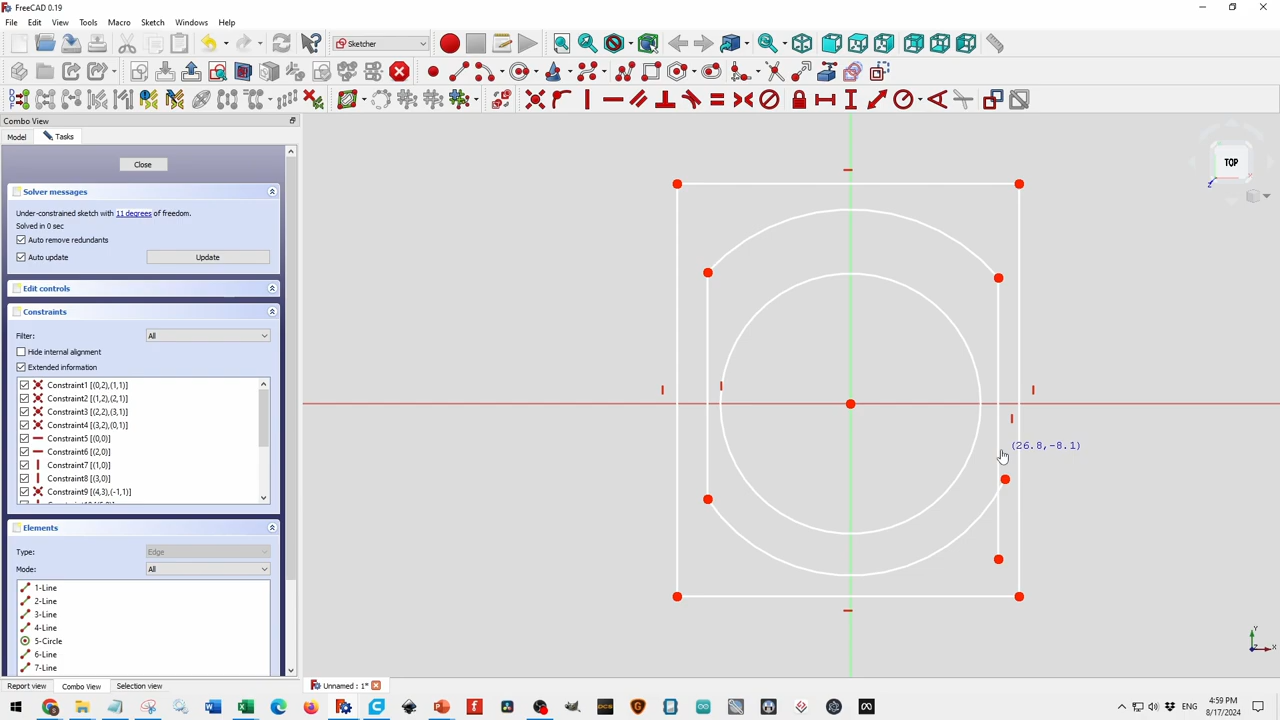 FreeCAD 0.19
File Edit View Tools Macro Sketch Windows Help
Sketcher
Combo View
Model Tasks
Close
Solver messages
Under-constrained sketch with 11 degrees of freedom.
Solved in 0 sec
Auto remove redundants
Auto update Update
Edit controls
Constraints
Filter: All
Hide internal alignment
Extended information
Constraint1 [(0,2),(1,1)]
Constraint2 [(1,2),(2,1)]
Constraint3 [(2,2),(3,1)]
Constraint4 [(3,2),(0,1)]
Constraint5 [(0,0)]
Constraint6 [(2,0)]
Constraint7 [(1,0)]
Constraint8 [(3,0)]
Constraint9 [(4,3),(-1,1)]
Elements
Type: Edge
Mode: All
1-Line
2-Line
3-Line
4-Line
5-Circle
6-Line
7-Line
Report view Combo View Selection view
(26.8,-8.1)
TOP
Y
X
Z
Unnamed : 1*
ENG
4:59 PM
8/17/2024